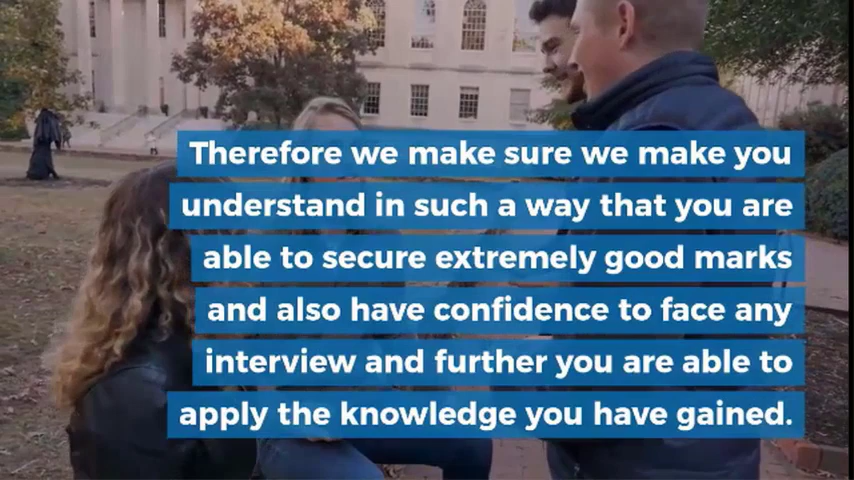 Therefore we make sure we make you
understand in such a way that you are
able to secure extremely good marks
and also have confidence to face any
interview and further you are able to
apply the knowledge you have gained.